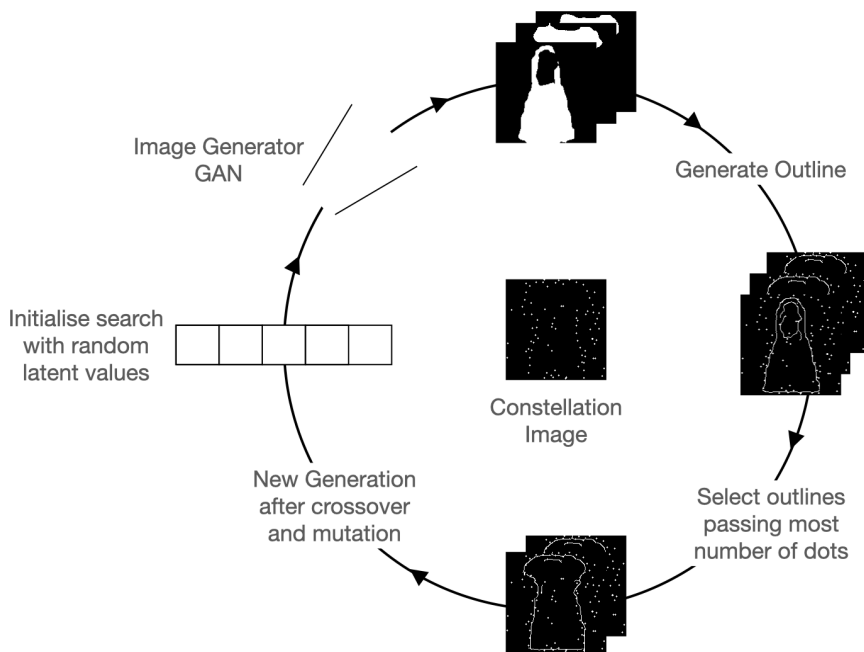 Image Generator
GAN
Generate Outline
Initialise search
with random
latent values
Constellation
Image
New Generation
after crossover
and mutation
Select outlines
passing most
number of dots